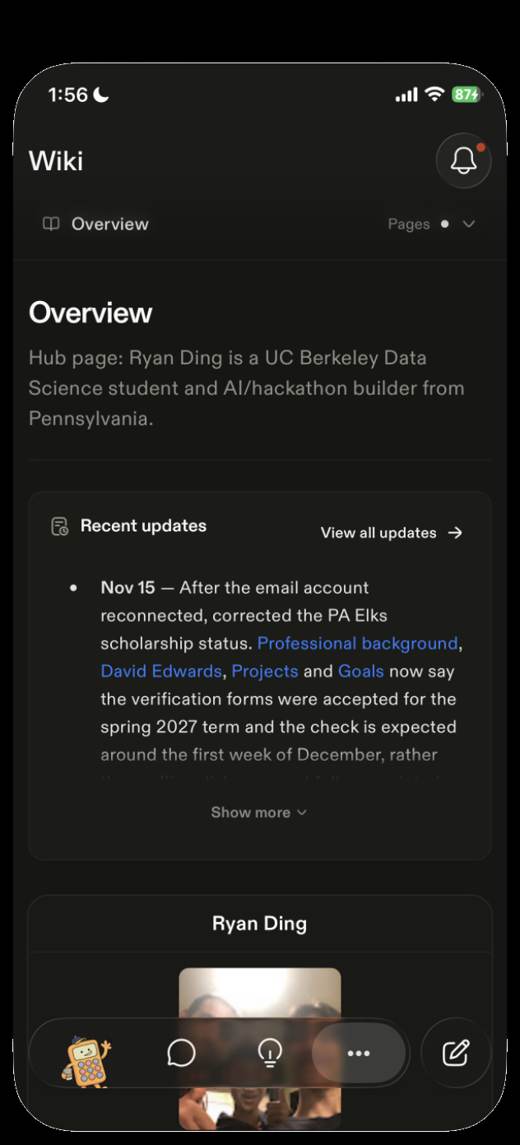 1:56
87
Wiki
Overview
Pages
Overview
Hub page: Ryan Ding is a UC Berkeley Data
Science student and AI/hackathon builder from
Pennsylvania.
Recent updates
View all updates →
• Nov 15 — After the email account
reconnected, corrected the PA Elks
scholarship status. Professional background,
David Edwards, Projects and Goals now say
the verification forms were accepted for the
spring 2027 term and the check is expected
around the first week of December, rather
Show more
Ryan Ding